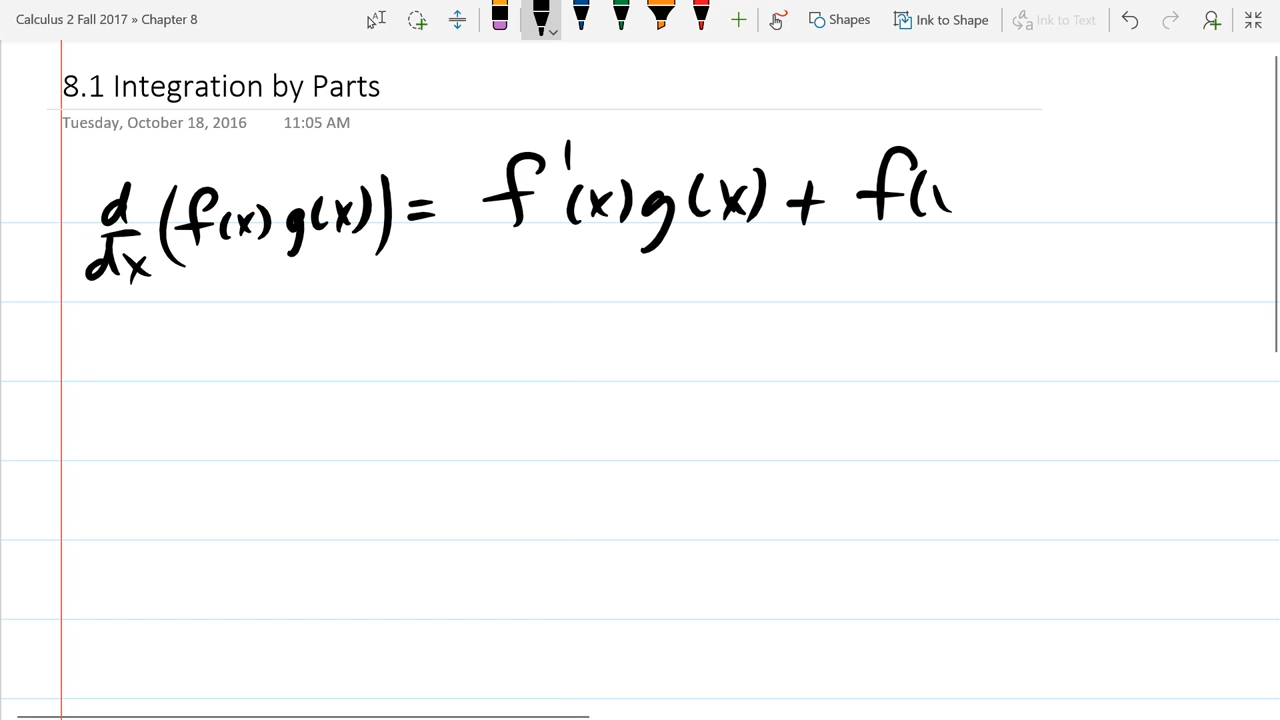 Calculus 2 Fall 2017 » Chapter 8
Shapes
Ink to Shape
Ink to Text
8.1 Integration by Parts
Tuesday, October 18, 2016 11:05 AM
d/dx (f(x) g(x)) = f'(x) g(x) + f(